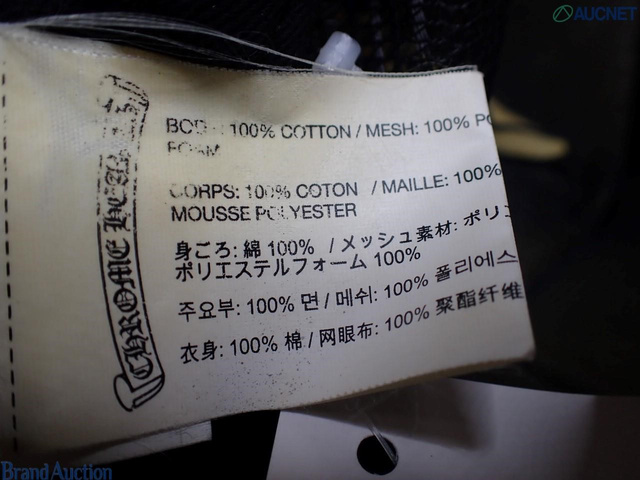 AUCNET
CHROME HEARTS
BODY: 100% COTTON / MESH: 100% PO
FOAM
CORPS: 100% COTON / MAILLE: 100%
MOUSSE POLYESTER
身ごろ: 綿 100% / メッシュ素材: ポリエ
ポリエステルフォーム 100%
주요부: 100% 면 / 메쉬: 100% 폴리에스
衣身: 100% 棉 / 网眼布: 100% 聚酯纤维
Brand Auction